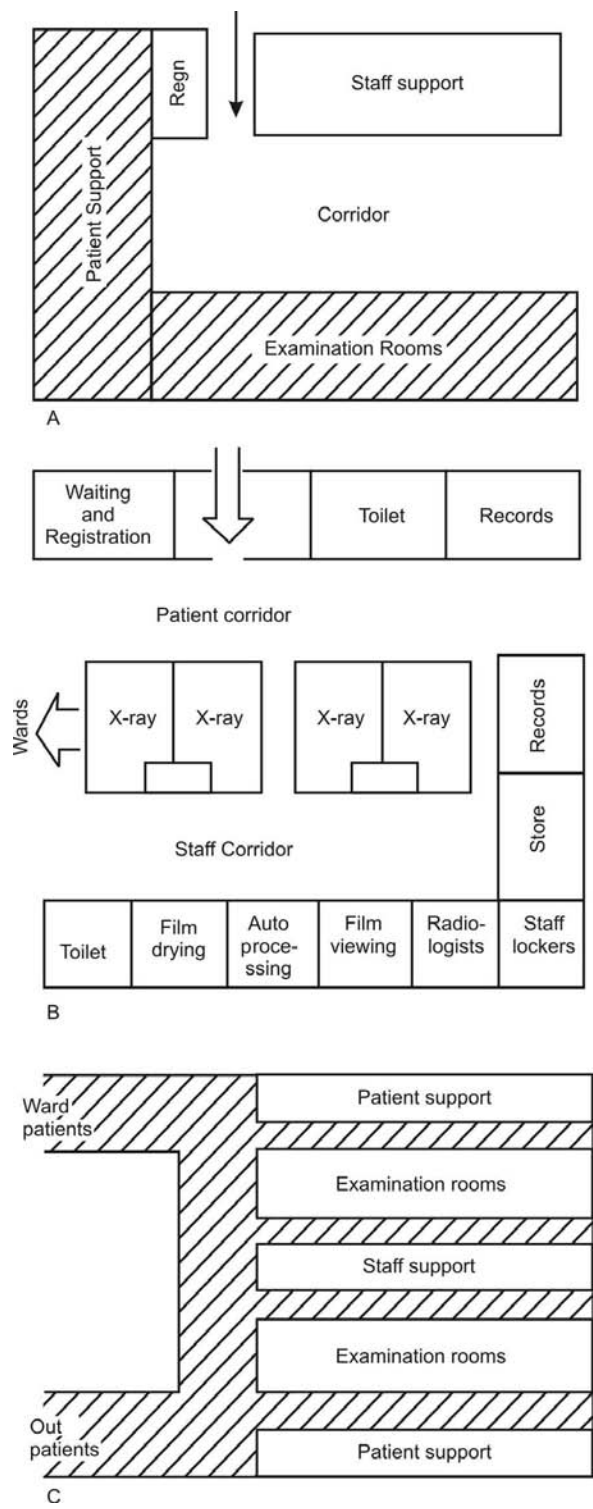 Regn
Staff support
Patient Support
Corridor
Examination Rooms
A
Waiting
and
Registration
Toilet
Records
Patient corridor
Wards
X-ray
X-ray
X-ray
X-ray
Records
Staff Corridor
Store
Toilet
Film
drying
Auto
proce-
ssing
Film
viewing
Radio-
logists
Staff
lockers
B
Ward
patients
Patient support
Examination rooms
Staff support
Examination rooms
Out
patients
Patient support
C